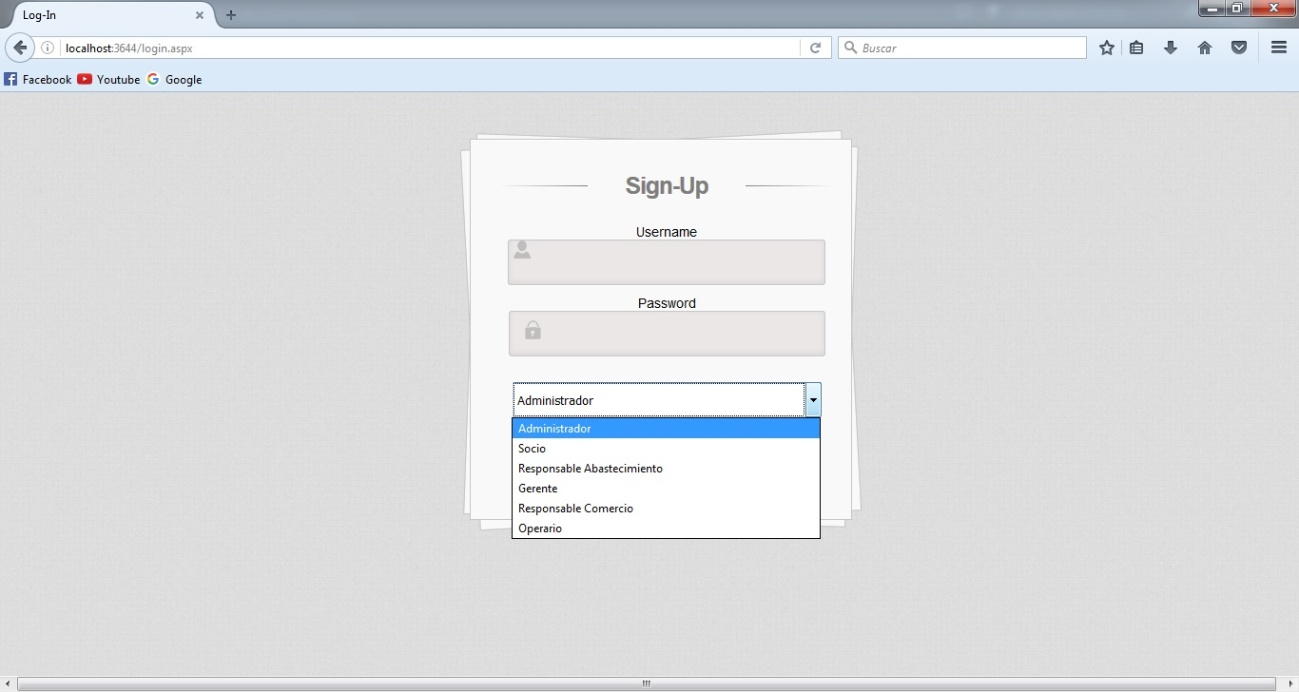 Log-In
localhost:3644/login.aspx
Buscar
Facebook Youtube Google
Sign-Up
Username
Password
Administrador
Administrador
Socio
Responsable Abastecimiento
Gerente
Responsable Comercio
Operario